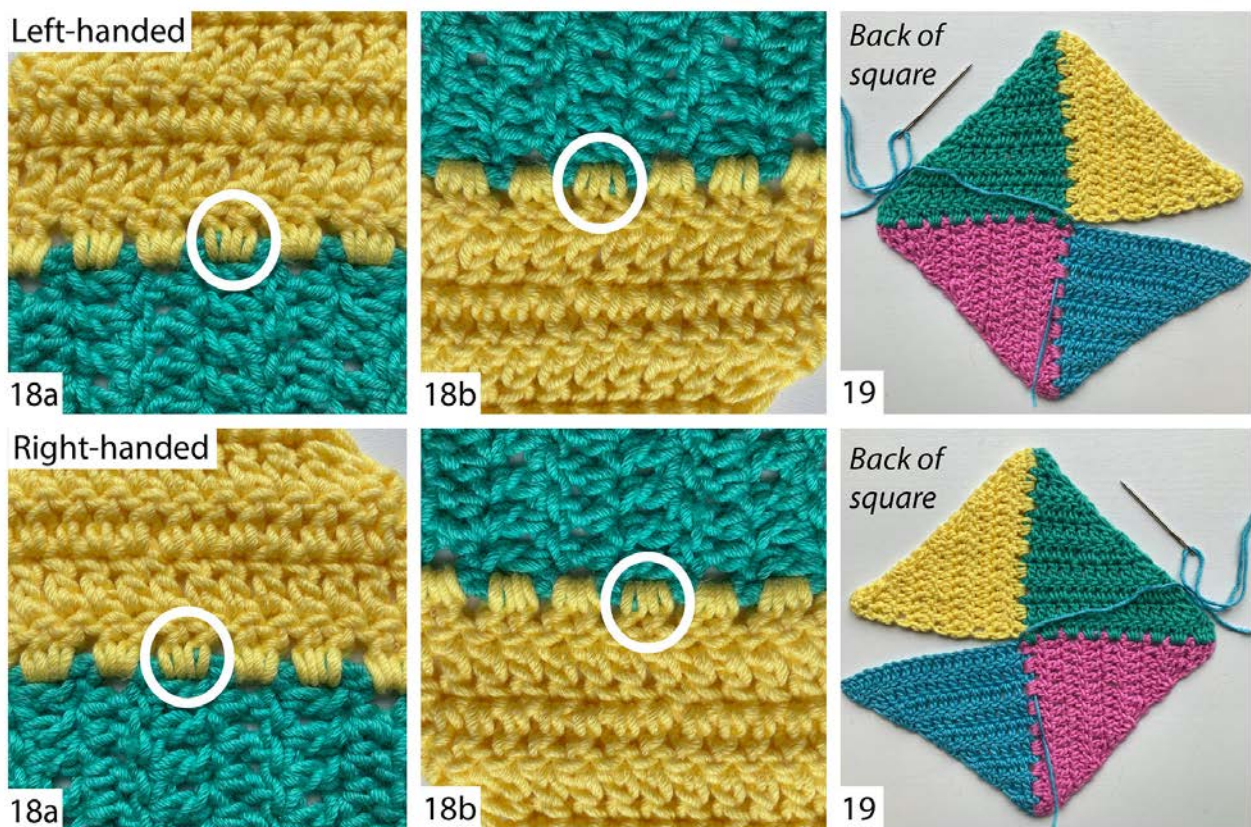 Left-handed
18a
18b
Back of
square
19
Right-handed
18a
18b
Back of
square
19